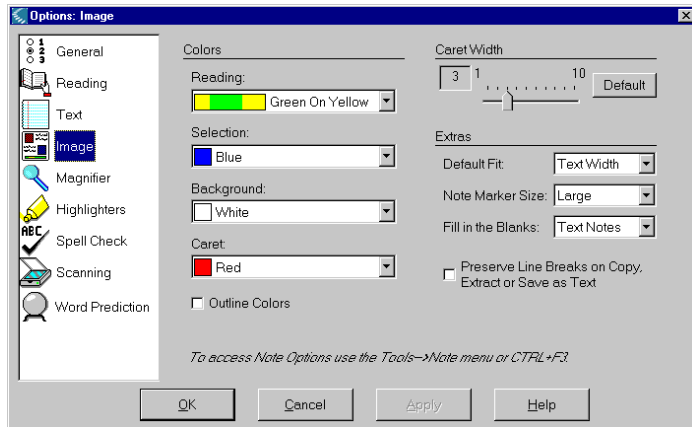 Options: Image
General
Reading
Text
Image
Magnifier
Highlighters
ABC
Spell Check
Scanning
Word Prediction
Colors
Reading:
Green On Yellow
Selection:
Blue
Background:
White
Caret:
Red
Outline Colors
Caret Width
3
1
10
Default
Extras
Default Fit:
Text Width
Note Marker Size:
Large
Fill in the Blanks:
Text Notes
Preserve Line Breaks on Copy,
Extract or Save as Text
To access Note Options use the Tools-->Note menu or CTRL+F3.
OK
Cancel
Apply
Help